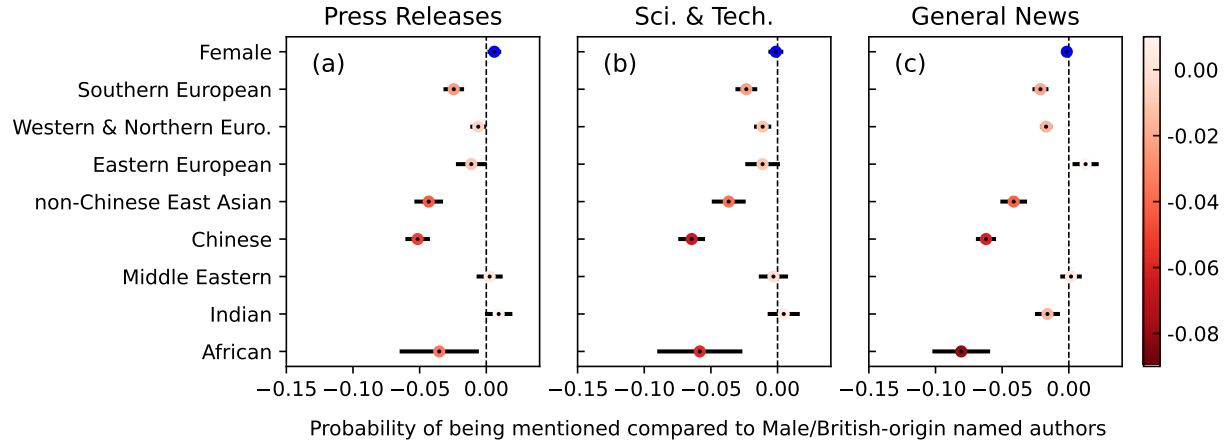 Press Releases
Sci. & Tech.
General News
(a)
(b)
(c)
Female
Southern European
Western & Northern Euro.
Eastern European
non-Chinese East Asian
Chinese
Middle Eastern
Indian
African
−0.15 −0.10 −0.05 0.00
−0.15 −0.10 −0.05 0.00
−0.15 −0.10 −0.05 0.00
0.00
-0.02
-0.04
-0.06
-0.08
Probability of being mentioned compared to Male/British-origin named authors